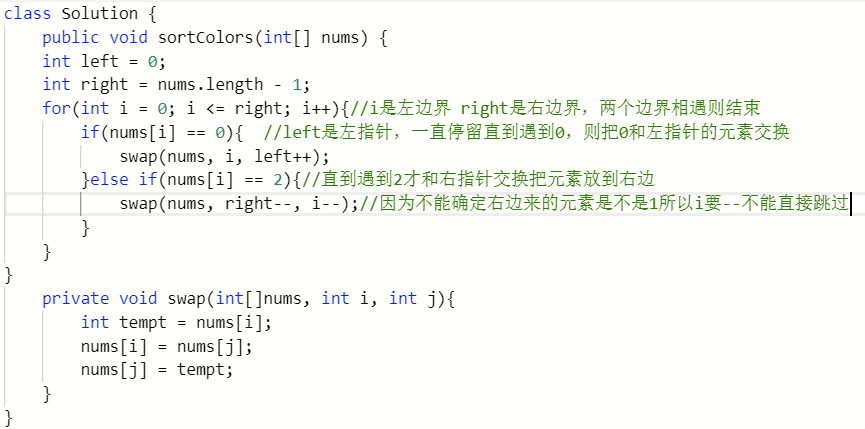 class Solution {
    public void sortColors(int[] nums) {
    int left = 0;
    int right = nums.length - 1;
    for(int i = 0; i <= right; i++){//i是左边界 right是右边界，两个边界相遇则结束
        if(nums[i] == 0){  //left是左指针，一直停留直到遇到0，则把0和左指针的元素交换
            swap(nums, i, left++);
        }else if(nums[i] == 2){//直到遇到2才和右指针交换把元素放到右边
            swap(nums, right--, i--);//因为不能确定右边来的元素是不是1所以i要--不能直接跳过
        }
    }
}
    private void swap(int[]nums, int i, int j){
        int tempt = nums[i];
        nums[i] = nums[j];
        nums[j] = tempt;
    }
}